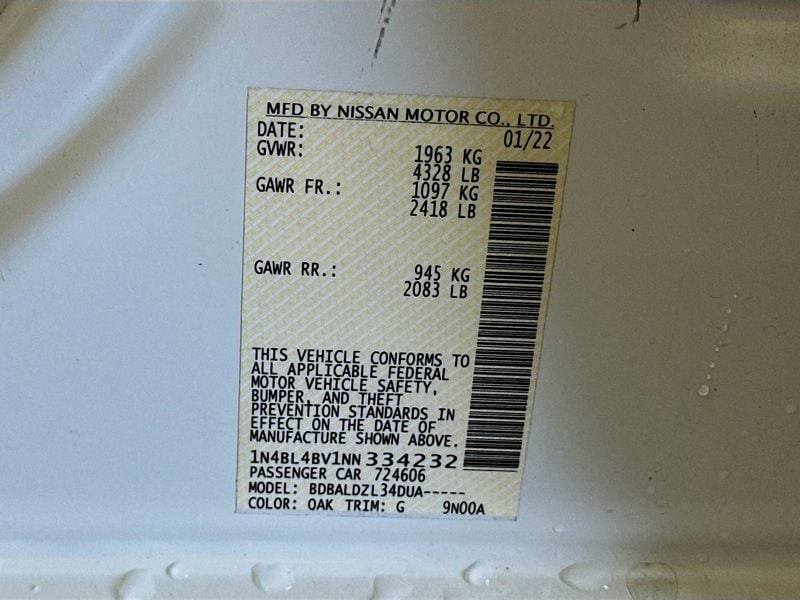 MFD BY NISSAN MOTOR CO., LTD.
DATE: 01/22
GVWR: 1963 KG
4328 LB
GAWR FR.: 1097 KG
2418 LB
GAWR RR.: 945 KG
2083 LB
THIS VEHICLE CONFORMS TO
ALL APPLICABLE FEDERAL
MOTOR VEHICLE SAFETY,
BUMPER, AND THEFT
PREVENTION STANDARDS IN
EFFECT ON THE DATE OF
MANUFACTURE SHOWN ABOVE.
1N4BL4BV1NN334232
PASSENGER CAR 724606
MODEL: BDBALDZL34DUA-----
COLOR: OAK TRIM: G 9N00A